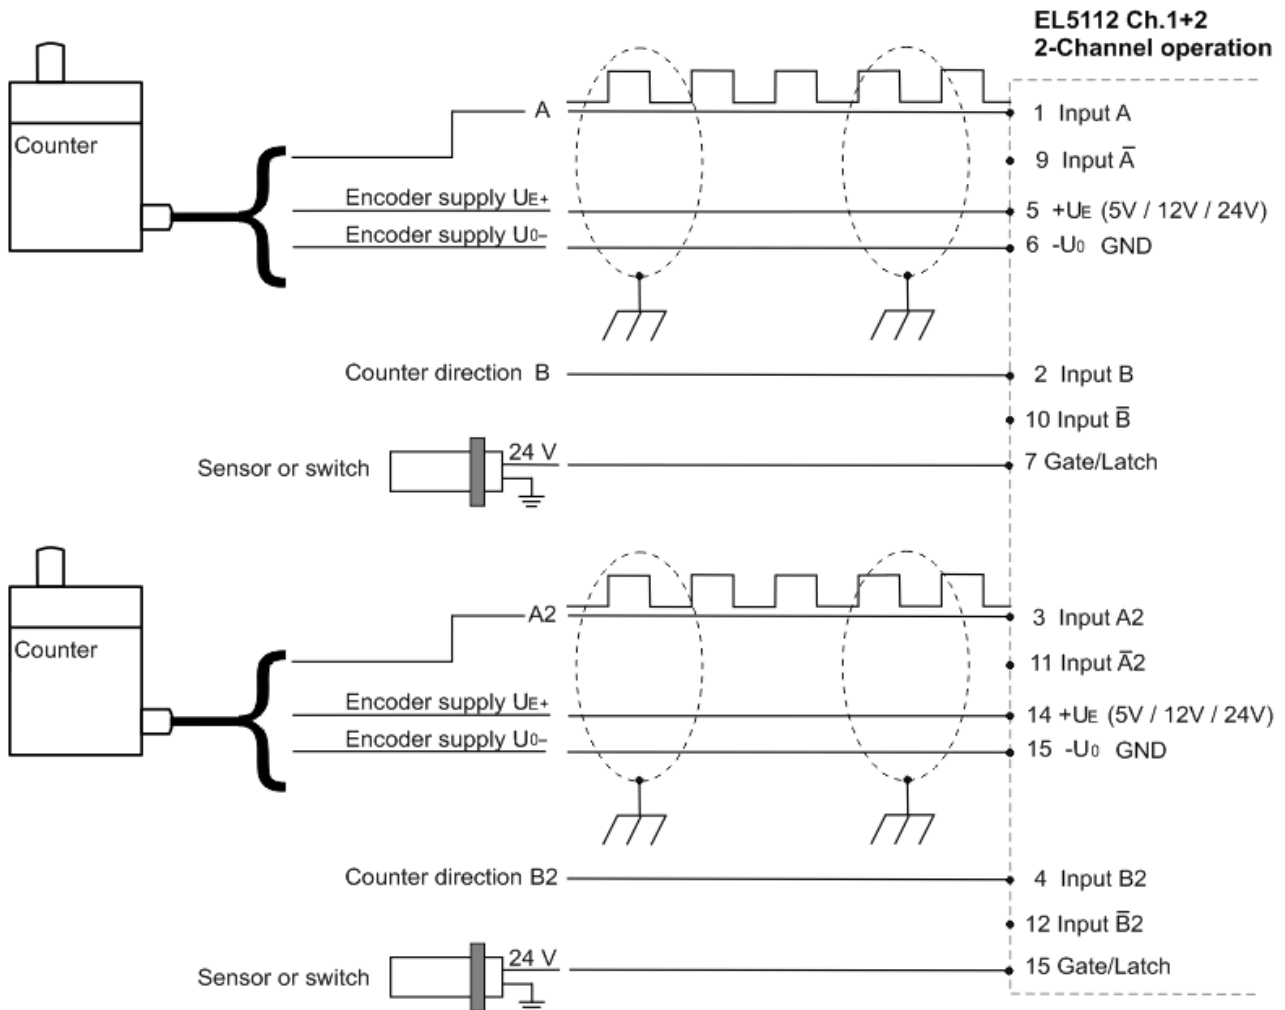 EL5112 Ch.1+2
2-Channel operation
Counter
A
1 Input A
9 Input A̅
Encoder supply UE+
5 +UE (5V / 12V / 24V)
Encoder supply U0–
6 -U0 GND
Counter direction B
2 Input B
10 Input B̅
24 V
Sensor or switch
7 Gate/Latch
Counter
A2
3 Input A2
11 Input A̅2
Encoder supply UE+
14 +UE (5V / 12V / 24V)
Encoder supply U0–
15 -U0 GND
Counter direction B2
4 Input B2
12 Input B̅2
24 V
Sensor or switch
15 Gate/Latch